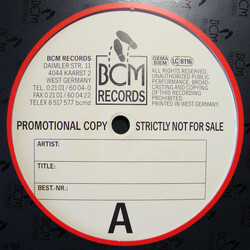 BCM RECORDS
DAIMLER STR. 11
4044 KAARST 2
WEST GERMANY
TEL. 0 21 01 / 60 04-0
FAX 0 21 01 / 60 04 22
TELEX 8 517 577 bcmd
BCM
RECORDS
GEMA
BIEM
LC 8116
ALL RIGHTS RESERVED.
UNAUTHORIZED PUBLIC
PERFORMANCE, BROAD-
CASTING AND COPYING
OF THIS RECORDING
PROHIBITED.
PRINTED IN WEST GERMANY.
PROMOTIONAL COPY STRICTLY NOT FOR SALE
ARTIST:
TITLE:
BEST.-NR.:
A